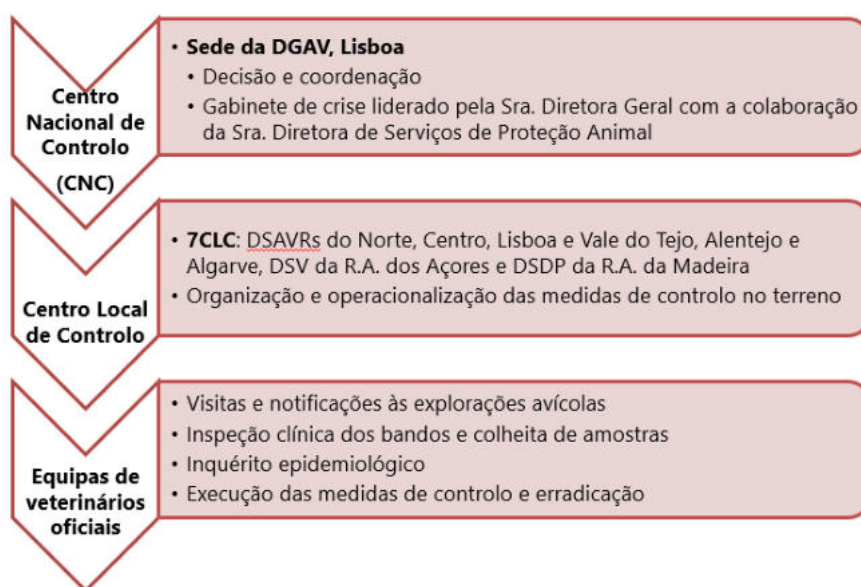 Centro
Nacional de
Controlo
(CNC)
• Sede da DGAV, Lisboa
• Decisão e coordenação
• Gabinete de crise liderado pela Sra. Diretora Geral com a colaboração
da Sra. Diretora de Serviços de Proteção Animal
Centro Local
de Controlo
• 7CLC: DSAVRs do Norte, Centro, Lisboa e Vale do Tejo, Alentejo e
Algarve, DSV da R.A. dos Açores e DSDP da R.A. da Madeira
• Organização e operacionalização das medidas de controlo no terreno
Equipas de
veterinários
oficiais
• Visitas e notificações às explorações avícolas
• Inspeção clínica dos bandos e colheita de amostras
• Inquérito epidemiológico
• Execução das medidas de controlo e erradicação